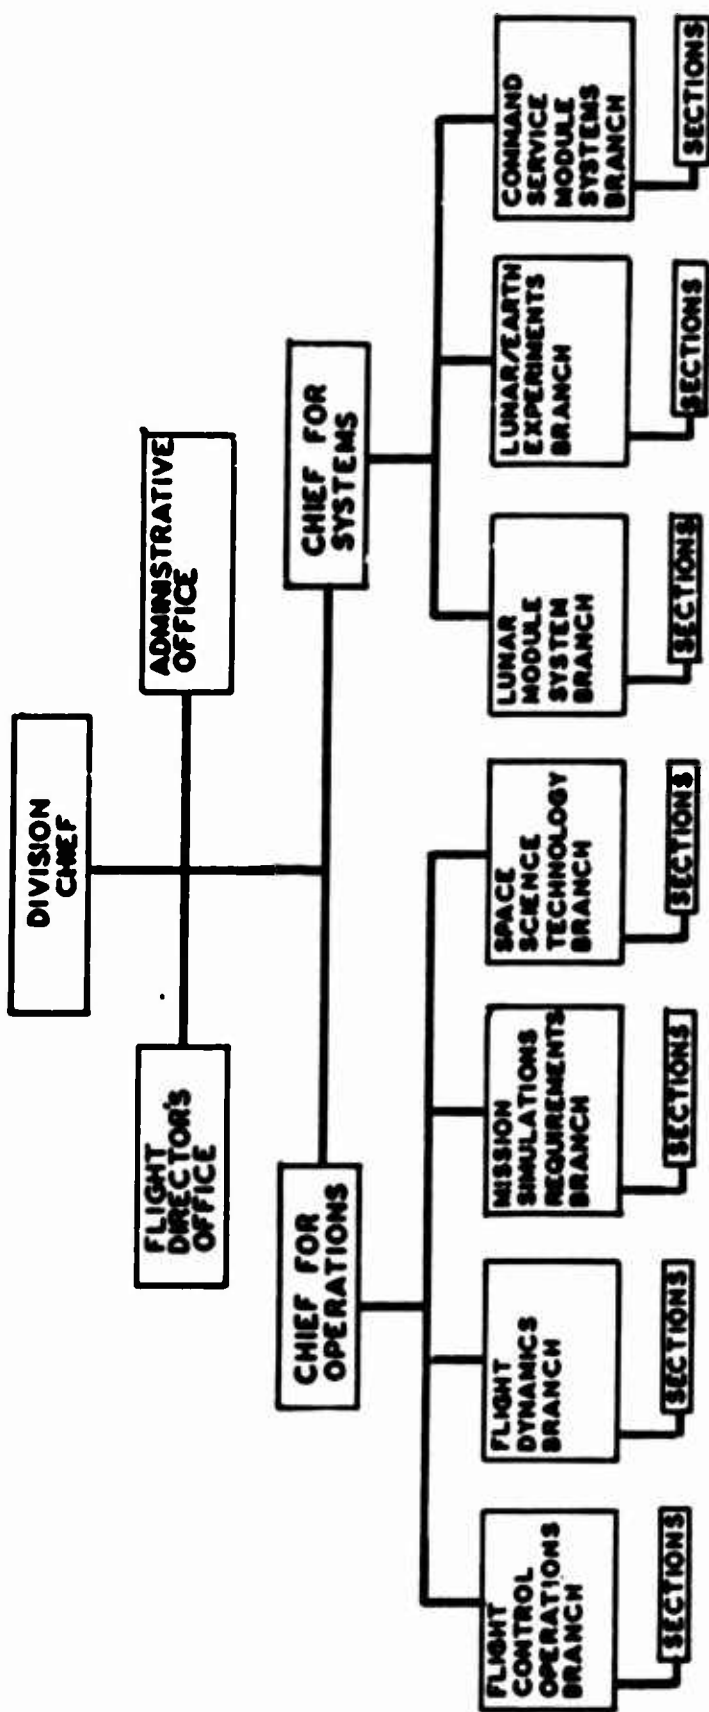 DIVISION
CHIEF
FLIGHT
DIRECTOR'S
OFFICE
ADMINISTRATIVE
OFFICE
CHIEF FOR
OPERATIONS
CHIEF FOR
SYSTEMS
FLIGHT
CONTROL
OPERATIONS
BRANCH
FLIGHT
DYNAMICS
BRANCH
MISSION
SIMULATIONS
REQUIREMENTS
BRANCH
SPACE
SCIENCE
TECHNOLOGY
BRANCH
LUNAR
MODULE
SYSTEM
BRANCH
LUNAR/EARTH
EXPERIMENTS
BRANCH
COMMAND
SERVICE
MODULE
SYSTEMS
BRANCH
SECTIONS
SECTIONS
SECTIONS
SECTIONS
SECTIONS
SECTIONS
SECTIONS